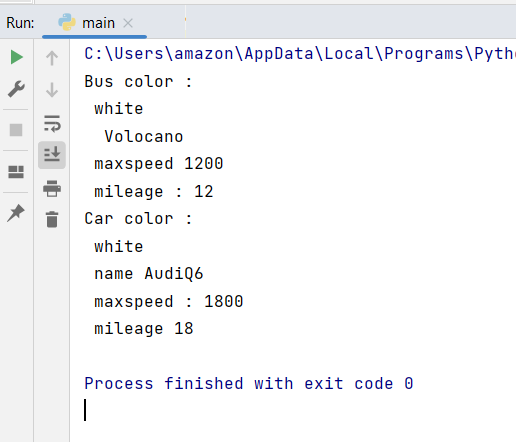 Run: main
C:\Users\amazon\AppData\Local\Programs\Pyth
Bus color :
 white
  Volocano
 maxspeed 1200
 mileage : 12
Car color :
 white
 name AudiQ6
 maxspeed : 1800
 mileage 18
Process finished with exit code 0